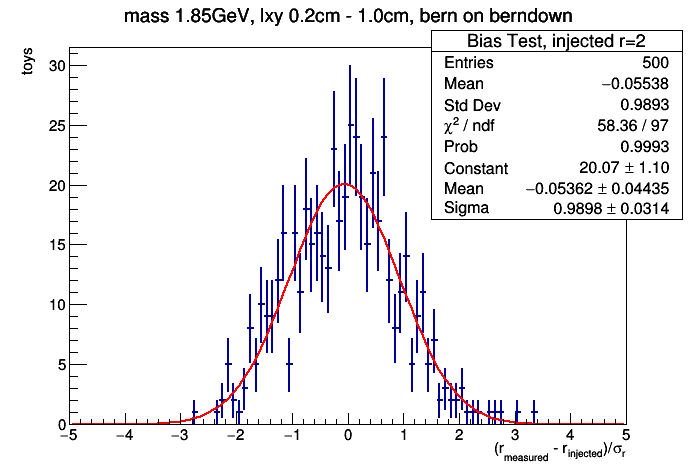 mass 1.85GeV, lxy 0.2cm - 1.0cm, bern on berndown
toys
Bias Test, injected r=2
Entries 500
Mean −0.05538
Std Dev 0.9893
χ² / ndf 58.36 / 97
Prob 0.9993
Constant 20.07 ± 1.10
Mean −0.05362 ± 0.04435
Sigma 0.9898 ± 0.0314
30
25
20
15
10
5
0
−5 −4 −3 −2 −1 0 1 2 3 4 5
(r_measured - r_injected)/σ_r